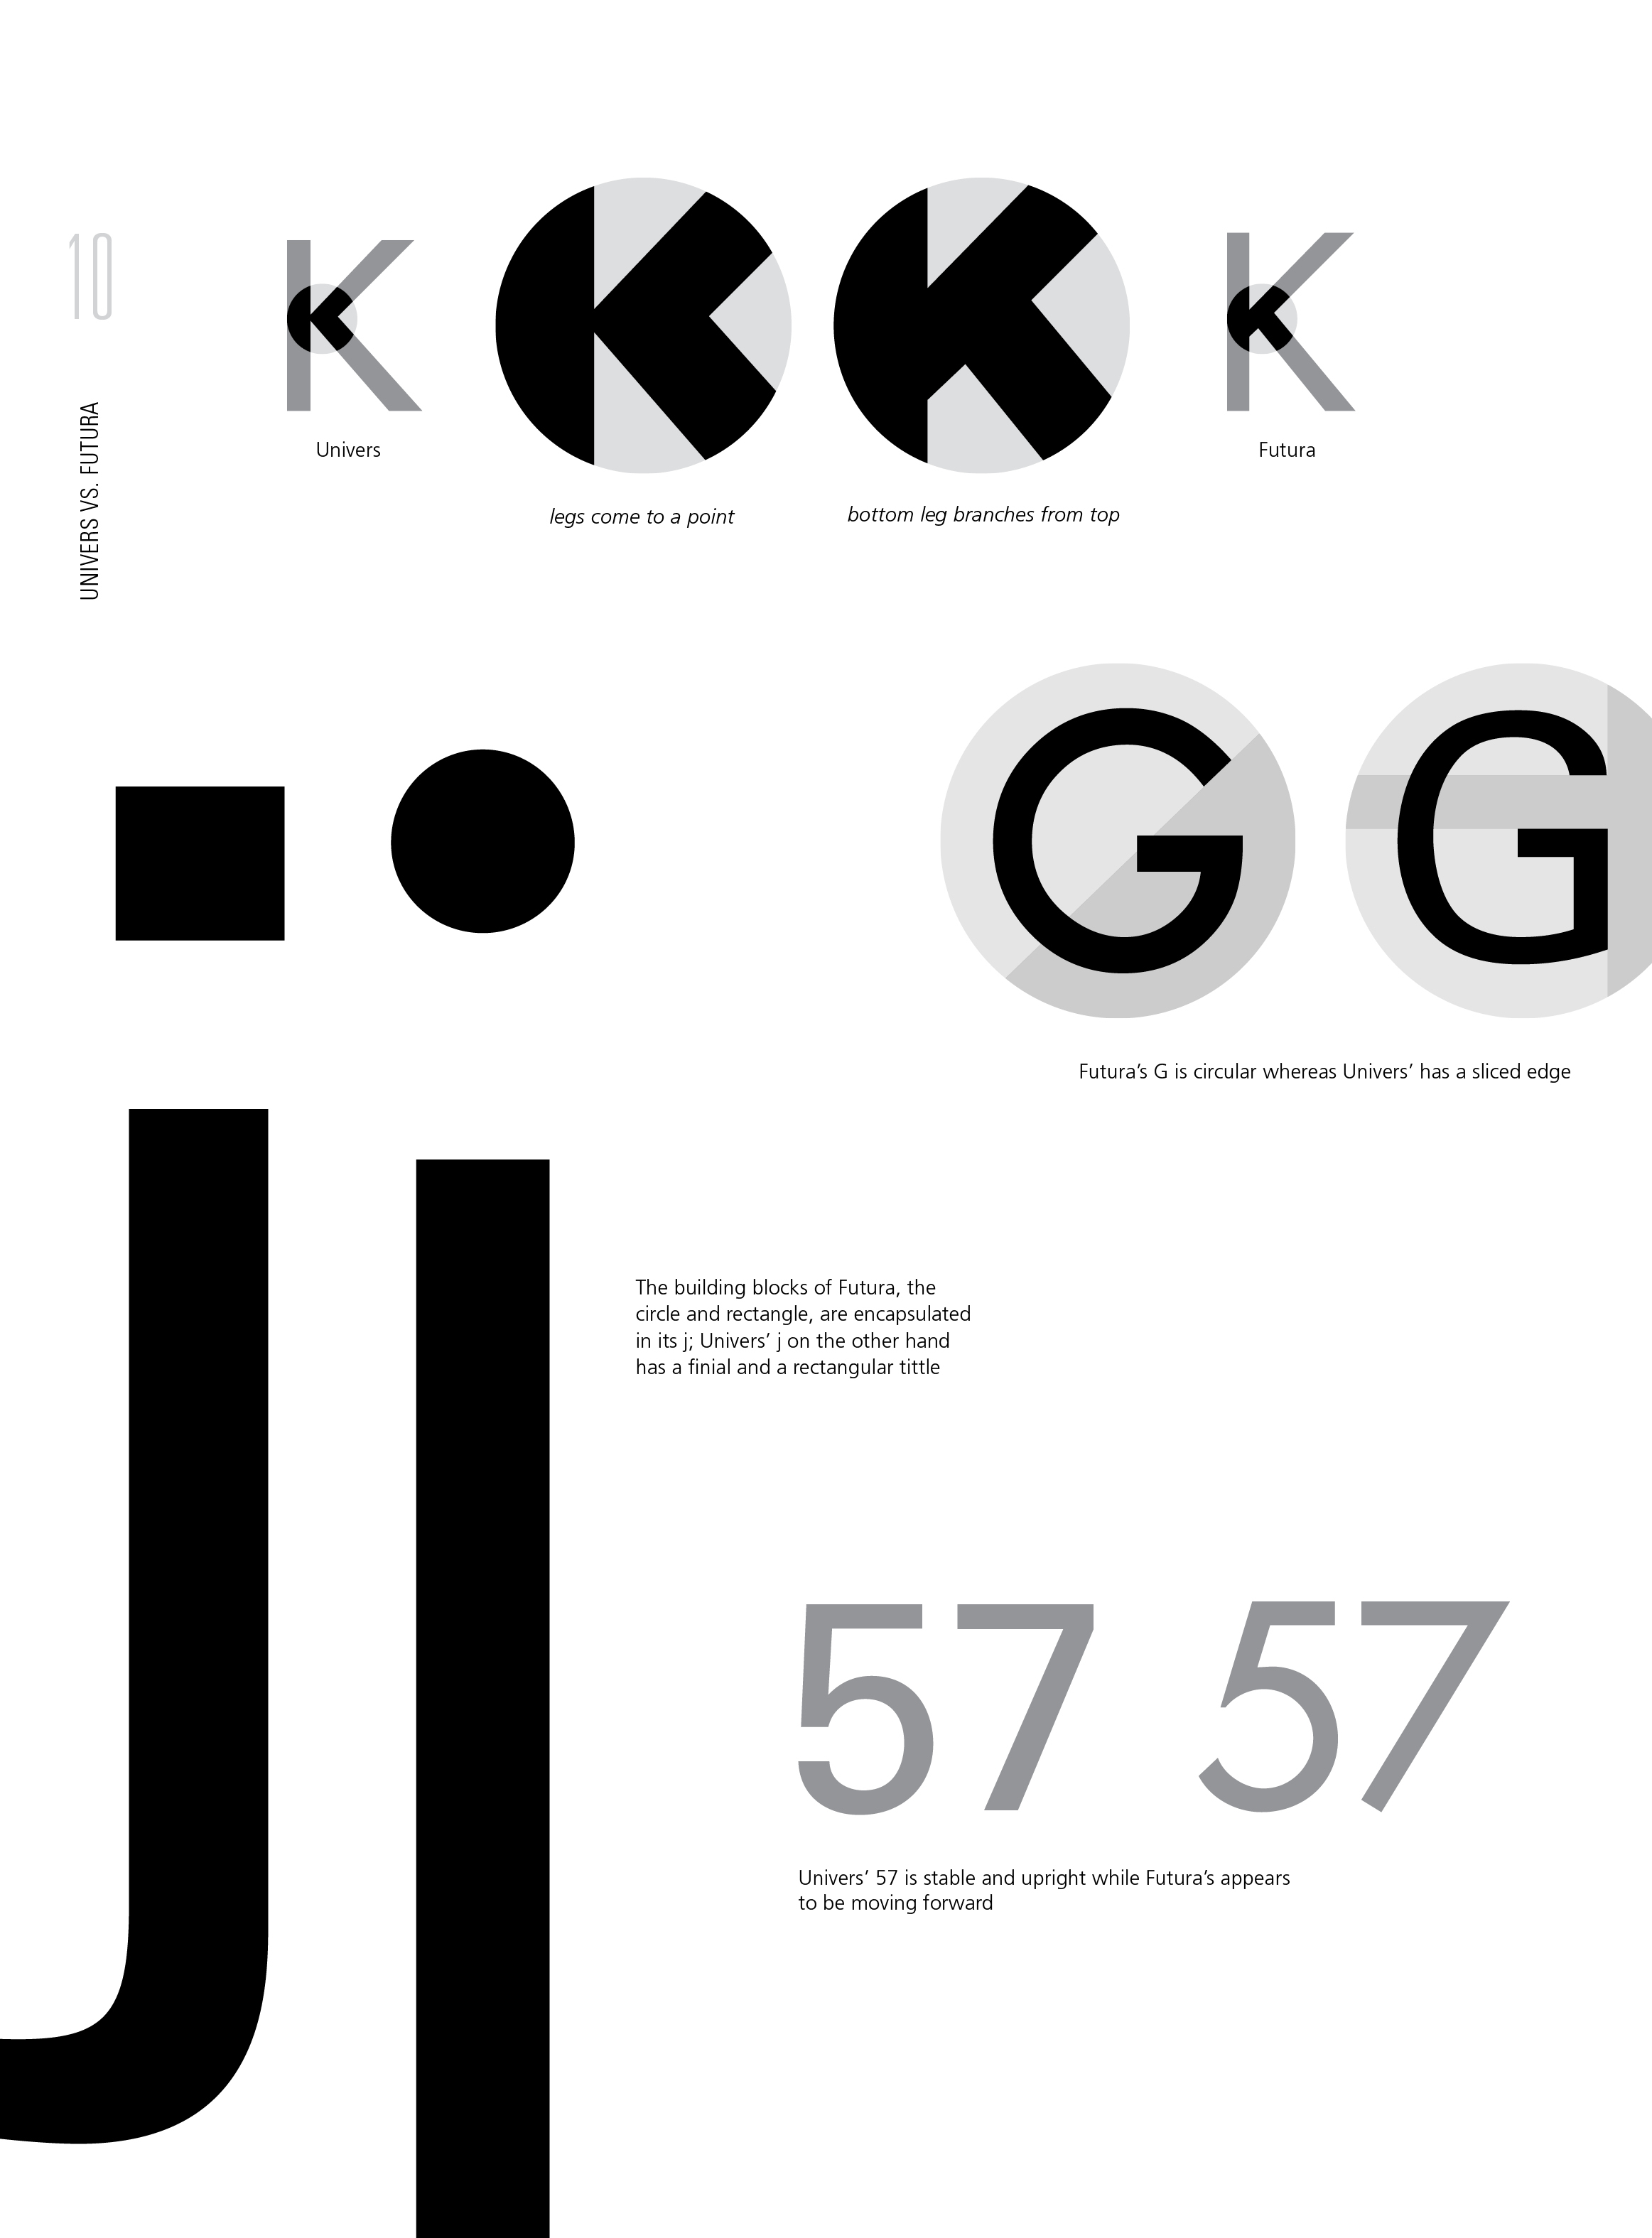 10
UNIVERS VS. FUTURA
K
K
K
K
Univers
Futura
legs come to a point
bottom leg branches from top
G G
Futura’s G is circular whereas Univers’ has a sliced edge
j j
The building blocks of Futura, the
circle and rectangle, are encapsulated
in its j; Univers’ j on the other hand
has a finial and a rectangular tittle
57 57
Univers’ 57 is stable and upright while Futura’s appears
to be moving forward